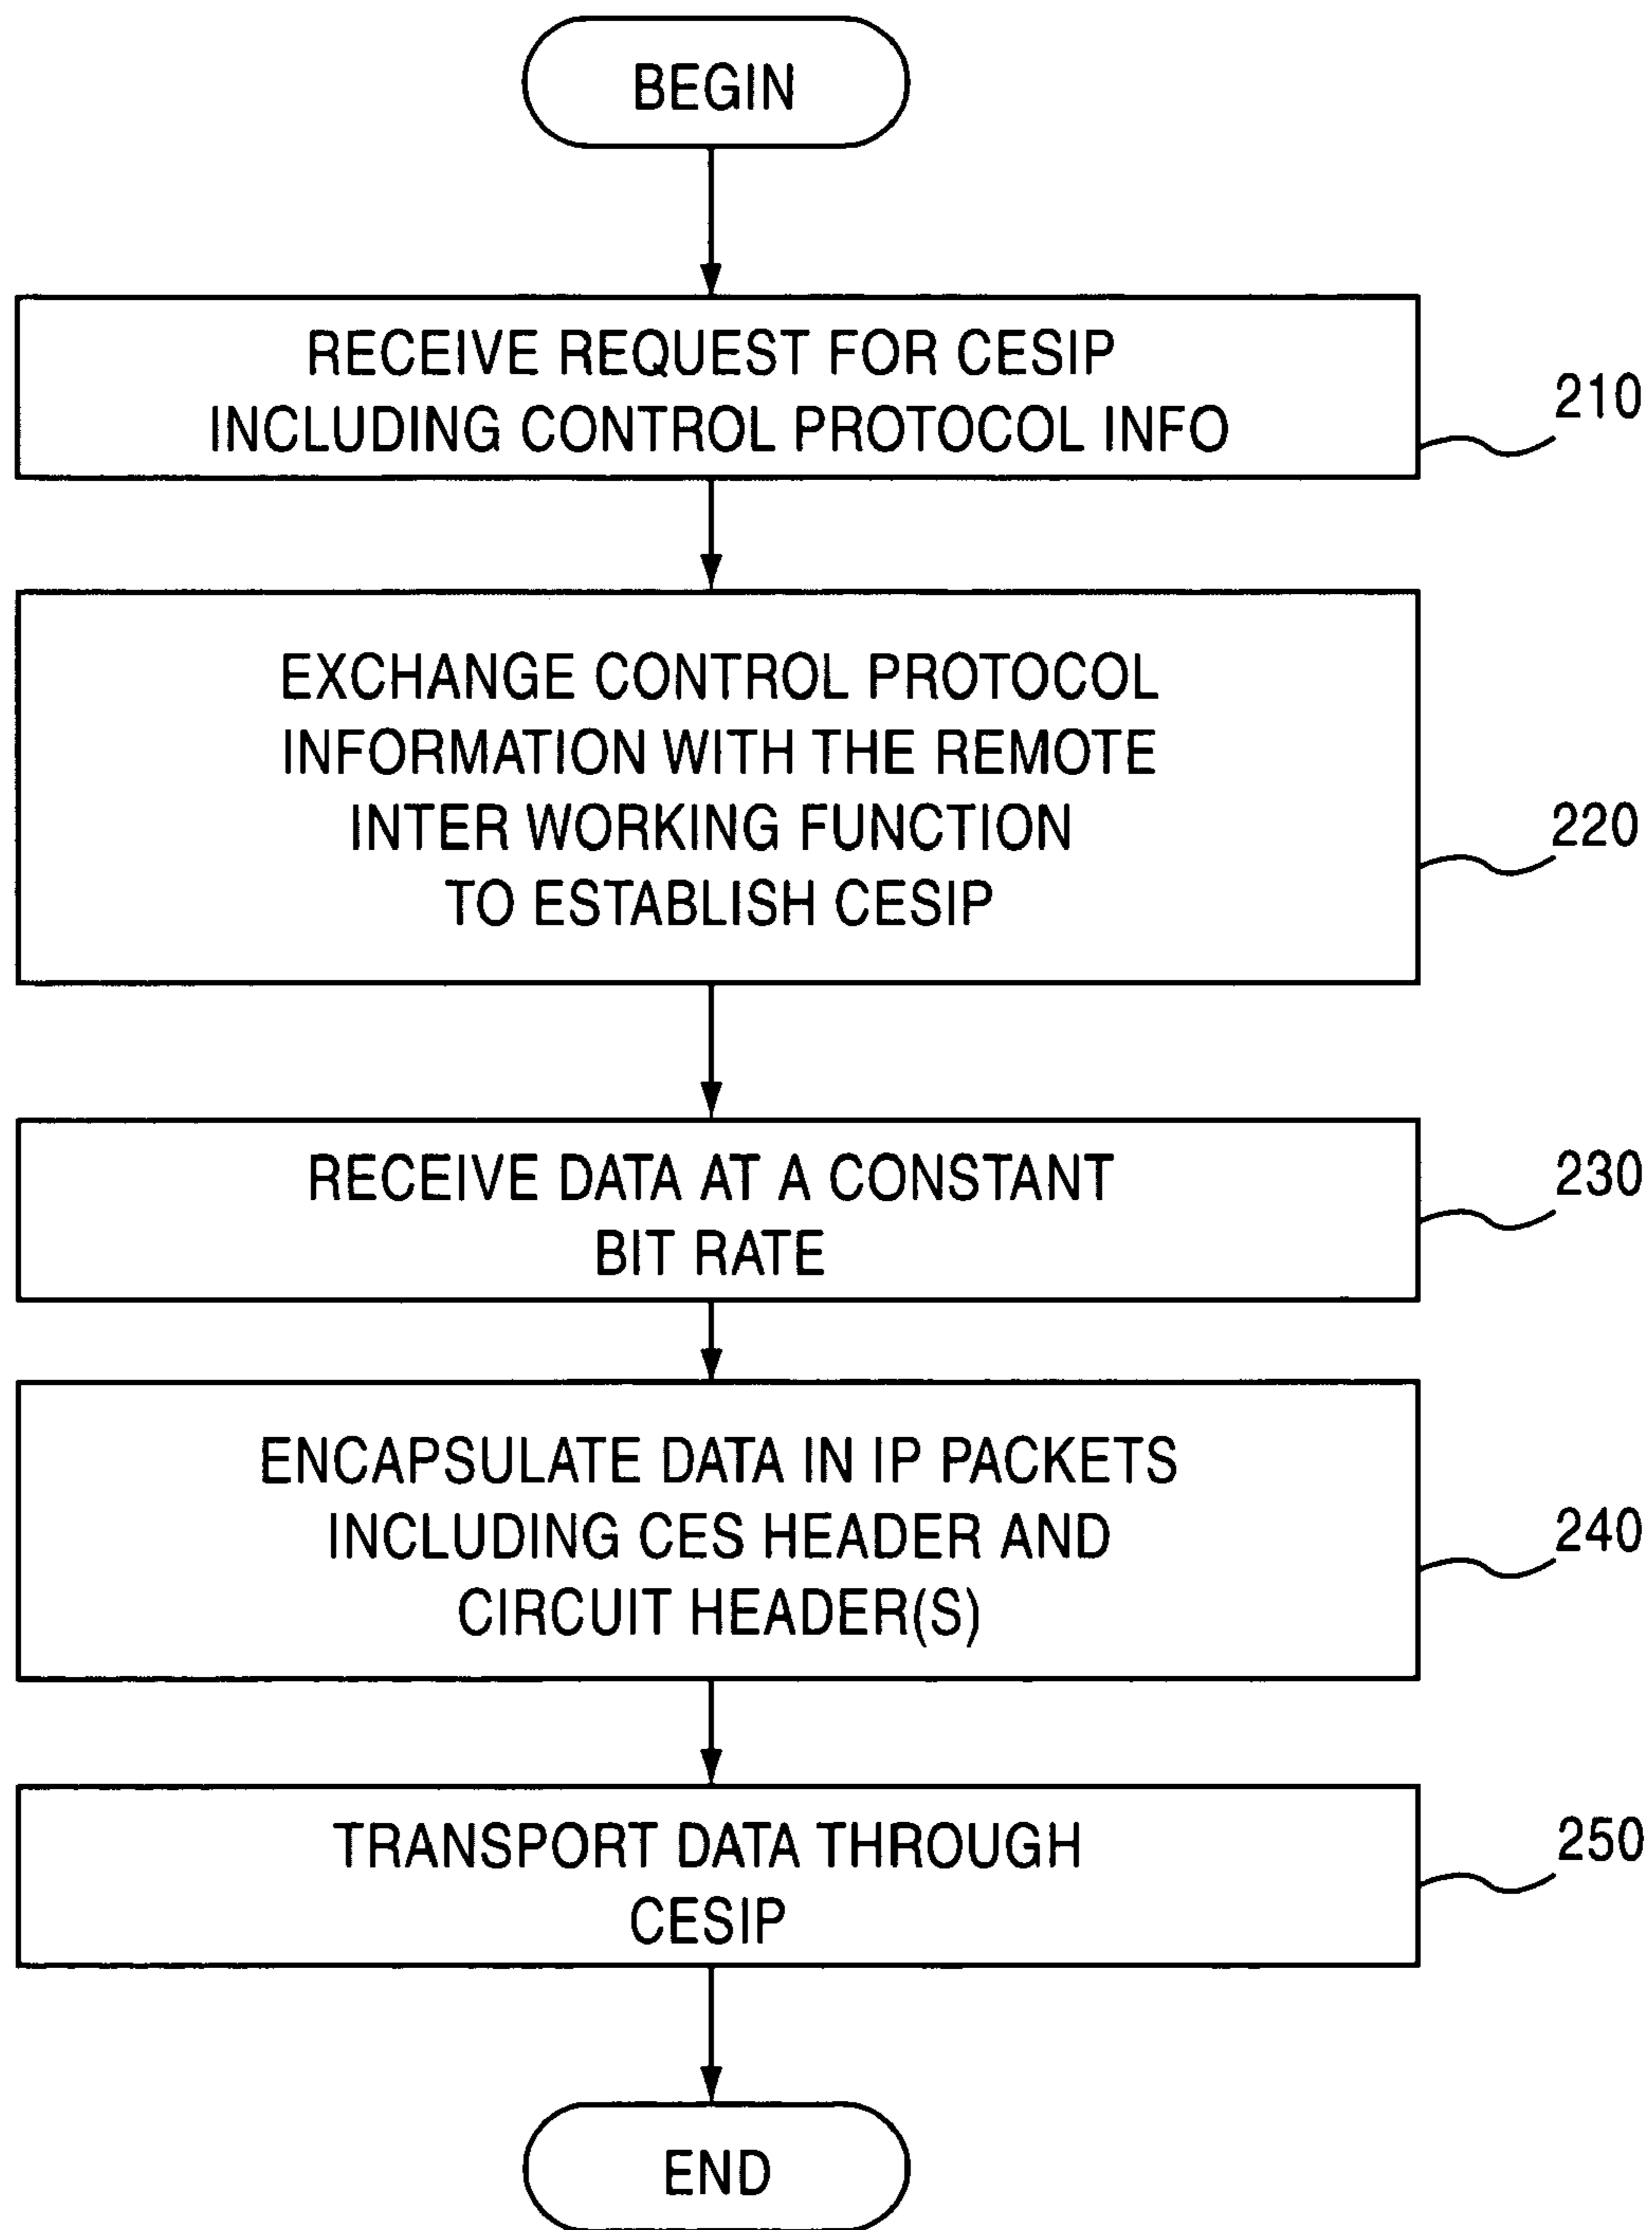 BEGIN
RECEIVE REQUEST FOR CESIP
INCLUDING CONTROL PROTOCOL INFO
210
EXCHANGE CONTROL PROTOCOL
INFORMATION WITH THE REMOTE
INTER WORKING FUNCTION
TO ESTABLISH CESIP
220
RECEIVE DATA AT A CONSTANT
BIT RATE
230
ENCAPSULATE DATA IN IP PACKETS
INCLUDING CES HEADER AND
CIRCUIT HEADER(S)
240
TRANSPORT DATA THROUGH
CESIP
250
END